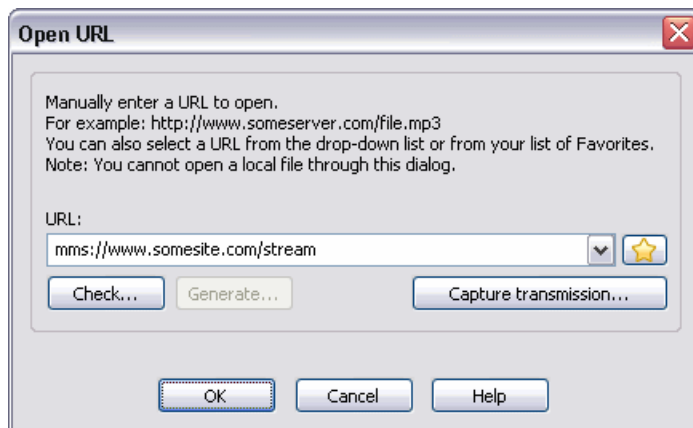 Open URL
Manually enter a URL to open.
For example: http://www.someserver.com/file.mp3
You can also select a URL from the drop-down list or from your list of Favorites.
Note: You cannot open a local file through this dialog.
URL:
mms://www.somesite.com/stream
Check... Generate... Capture transmission...
OK Cancel Help